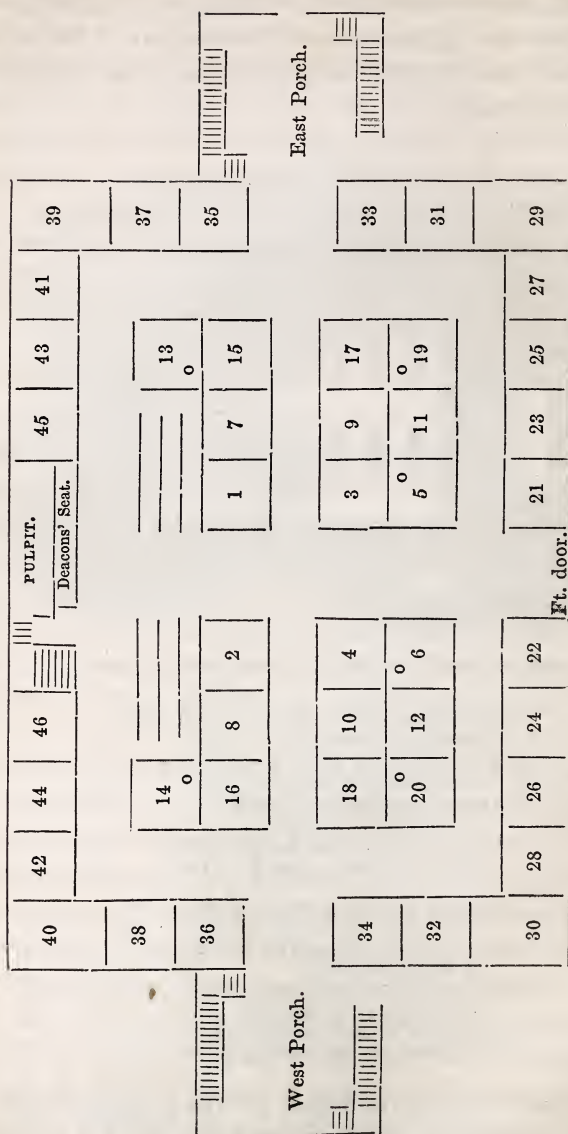 40 42 44 46 PULPIT. 45 43 41 39
Deacons' Seat.
38 14 13 37
36 16 8 2 1 7 15 35
West Porch. East Porch.
34 18 10 4 3 9 17 33
32 20 12 6 5 11 19 31
30 28 26 24 22 Ft. door. 21 23 25 27 29